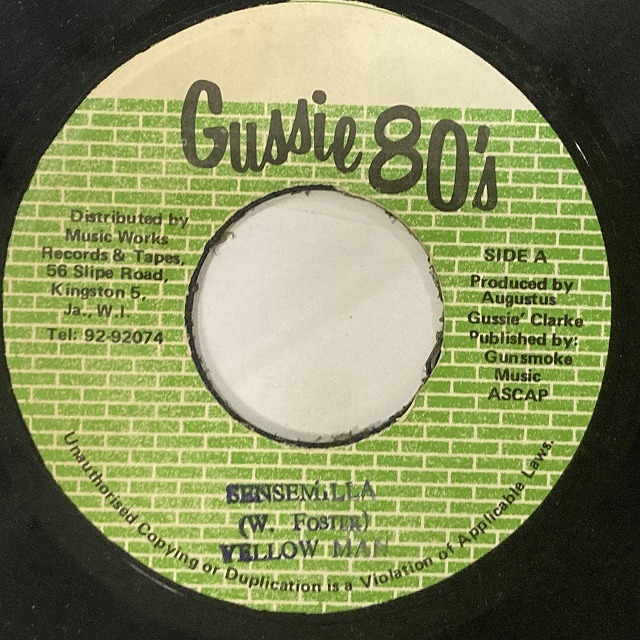 Gussie 80's
Distributed by
Music Works
Records & Tapes,
56 Slipe Road,
Kingston 5,
Ja., W.I.
Tel: 92-92074
SIDE A
Produced by
Augustus
Gussie' Clarke
Published by:
Gunsmoke
Music
ASCAP
SENSEMILLA
(W. FOSTER)
YELLOW MAN
Unauthorised Copying or Duplication is a Violation of Applicable Laws.